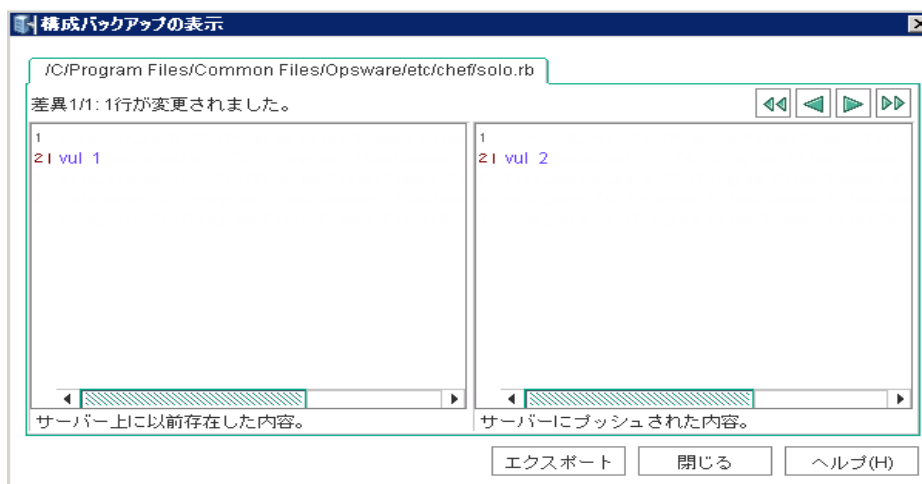 構成バックアップの表示
/C/Program Files/Common Files/Opsware/etc/chef/solo.rb
差異1/1: 1行が変更されました。
1
2| vul 1
1
2| vul 2
サーバー上に以前存在した内容。
サーバーにプッシュされた内容。
エクスポート
閉じる
ヘルプ(H)